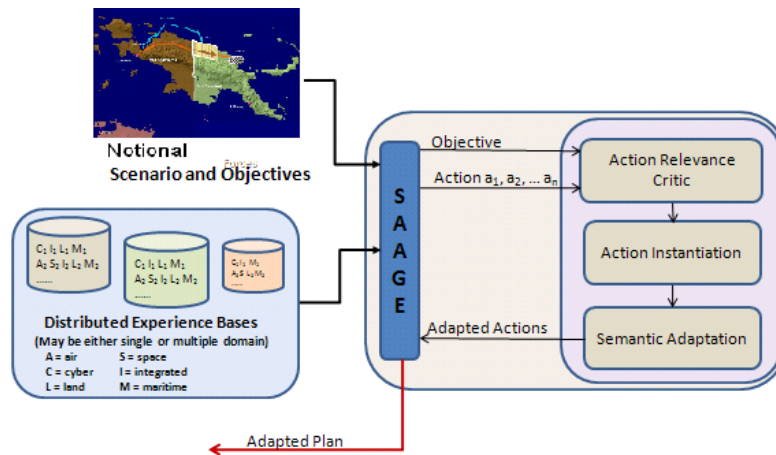 Notional
Scenario and Objectives
C₁ I₁ L₁ M₁
A₂ S₂ I₂ L₂ M₂
......
C₁ I₁ L₁ M₁
A₂ S₂ I₂ L₂ M₂
......
Distributed Experience Bases
(May be either single or multiple domain)
A = air S = space
C = cyber I = integrated
L = land M = maritime
S
A
A
G
E
Objective
Action a₁, a₂, ... aₙ
Adapted Actions
Action Relevance
Critic
Action Instantiation
Semantic Adaptation
Adapted Plan